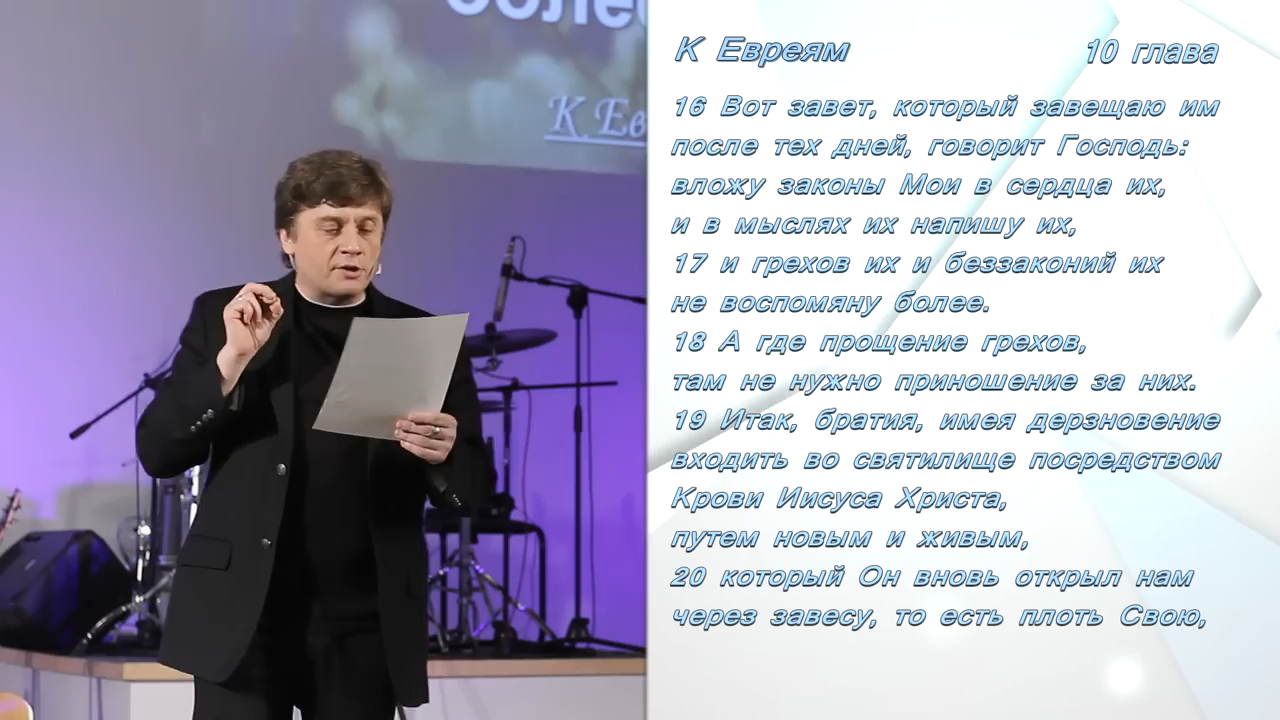 К Ев
К Евреям 10 глава
16 Вот завет, который завещаю им
после тех дней, говорит Господь:
вложу законы Мои в сердца их,
и в мыслях их напишу их,
17 и грехов их и беззаконий их
не воспомяну более.
18 А где прощение грехов,
там не нужно приношение за них.
19 Итак, братия, имея дерзновение
входить во святилище посредством
Крови Иисуса Христа,
путем новым и живым,
20 который Он вновь открыл нам
через завесу, то есть плоть Свою,